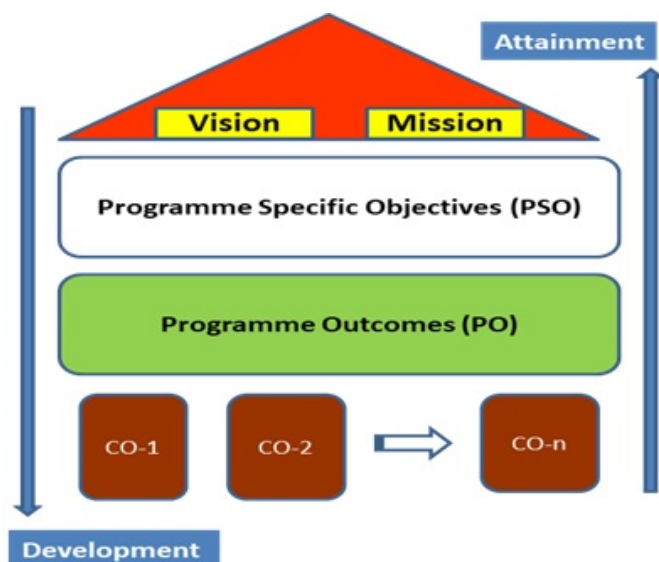 Attainment
Vision
Mission
Programme Specific Objectives (PSO)
Programme Outcomes (PO)
CO-1
CO-2
CO-n
Development